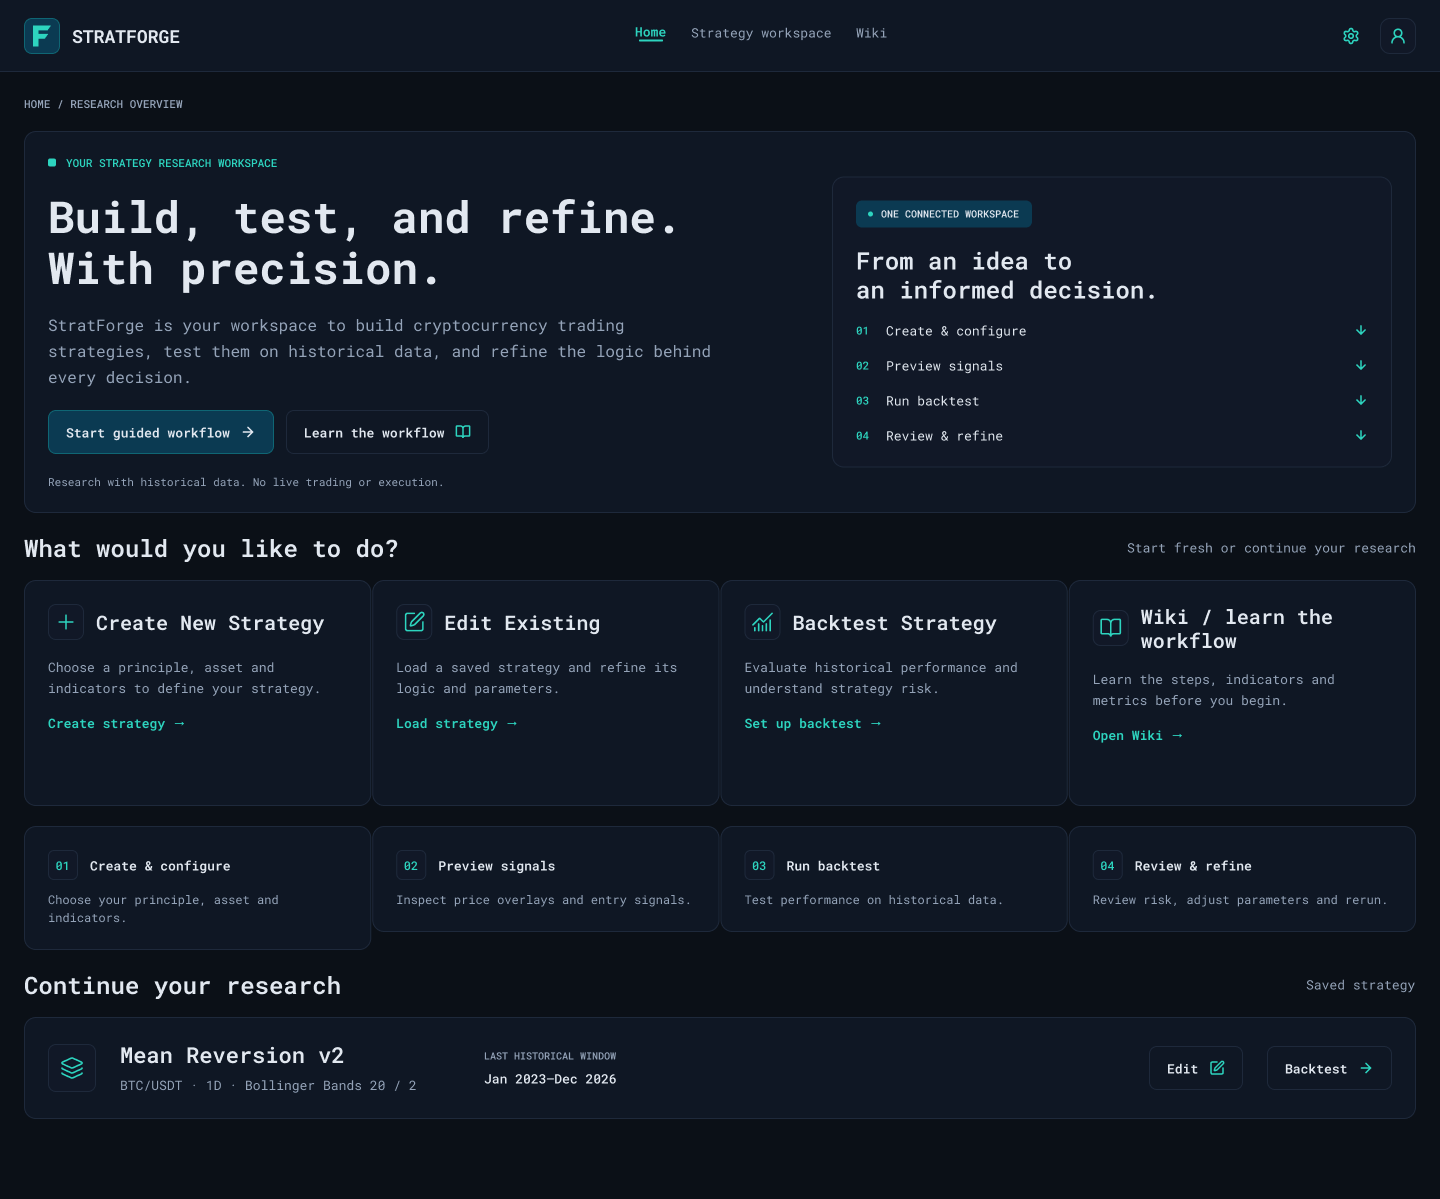 STRATFORGE
Home
Strategy workspace
Wiki
HOME / RESEARCH OVERVIEW
YOUR STRATEGY RESEARCH WORKSPACE
Build, test, and refine.
With precision.
StratForge is your workspace to build cryptocurrency trading
strategies, test them on historical data, and refine the logic behind
every decision.
Start guided workflow →
Learn the workflow
Research with historical data. No live trading or execution.
ONE CONNECTED WORKSPACE
From an idea to
an informed decision.
01 Create & configure ↓
02 Preview signals ↓
03 Run backtest ↓
04 Review & refine ↓
What would you like to do?
Start fresh or continue your research
Create New Strategy
Choose a principle, asset and
indicators to define your strategy.
Create strategy →
Edit Existing
Load a saved strategy and refine its
logic and parameters.
Load strategy →
Backtest Strategy
Evaluate historical performance and
understand strategy risk.
Set up backtest →
Wiki / learn the
workflow
Learn the steps, indicators and
metrics before you begin.
Open Wiki →
01 Create & configure
Choose your principle, asset and
indicators.
02 Preview signals
Inspect price overlays and entry signals.
03 Run backtest
Test performance on historical data.
04 Review & refine
Review risk, adjust parameters and rerun.
Continue your research
Saved strategy
Mean Reversion v2
BTC/USDT · 1D · Bollinger Bands 20 / 2
LAST HISTORICAL WINDOW
Jan 2023–Dec 2026
Edit
Backtest →